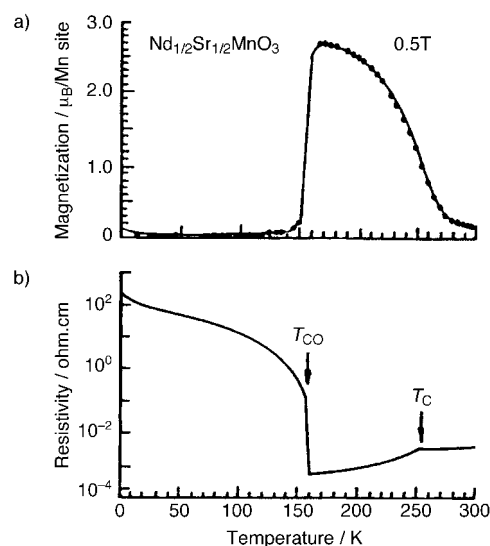 a)
3.0
Nd1/2Sr1/2MnO3 0.5T
2.0
1.0
0
Magnetization / μB/Mn site
b)
10²
10⁰
10⁻²
10⁻⁴
Resistivity / ohm.cm
TCO
TC
0 50 100 150 200 250 300
Temperature / K